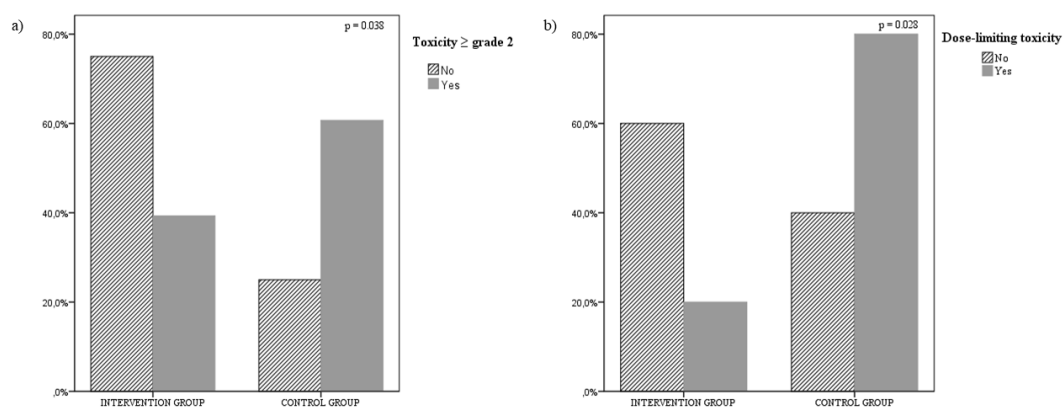 a)
p = 0.038
Toxicity ≥ grade 2
No
Yes
80,0%
60,0%
40,0%
20,0%
,0%
INTERVENTION GROUP
CONTROL GROUP
b)
p = 0.028
Dose-limiting toxicity
No
Yes
80,0%
60,0%
40,0%
20,0%
,0%
INTERVENTION GROUP
CONTROL GROUP